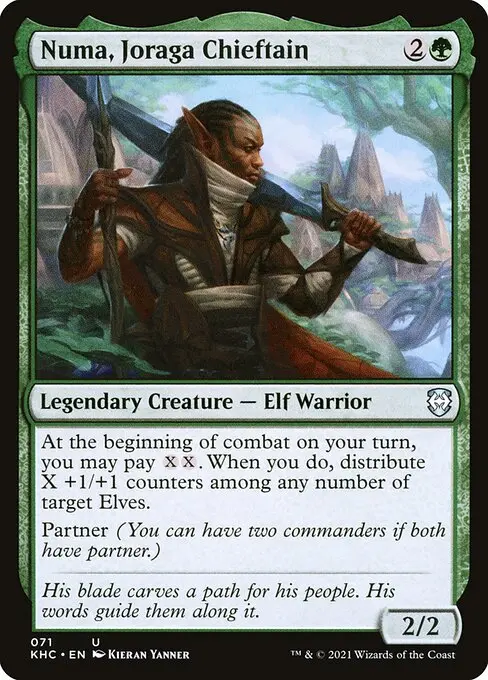 Numa, Joraga Chieftain 2
Legendary Creature — Elf Warrior
At the beginning of combat on your turn,
you may pay X X. When you do, distribute
X +1/+1 counters among any number of
target Elves.
Partner (You can have two commanders if both
have partner.)
His blade carves a path for his people. His
words guide them along it.
2/2
071 U
KHC • EN KIERAN YANNER
™ & © 2021 Wizards of the Coast